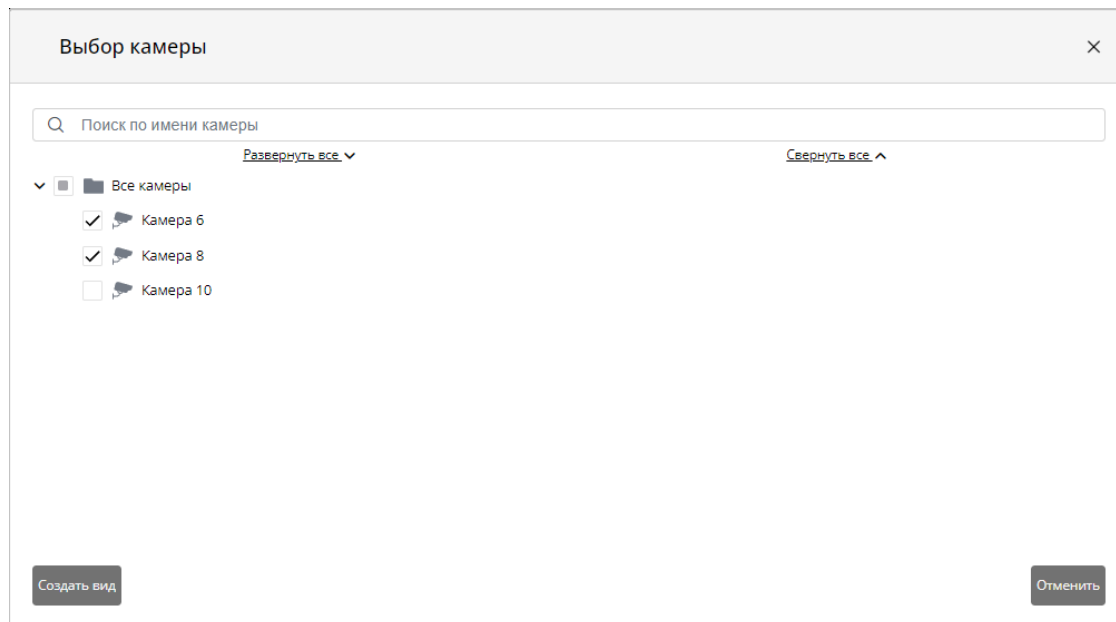 Выбор камеры
Поиск по имени камеры
Развернуть все Свернуть все
Все камеры
Камера 6
Камера 8
Камера 10
Создать вид Отменить